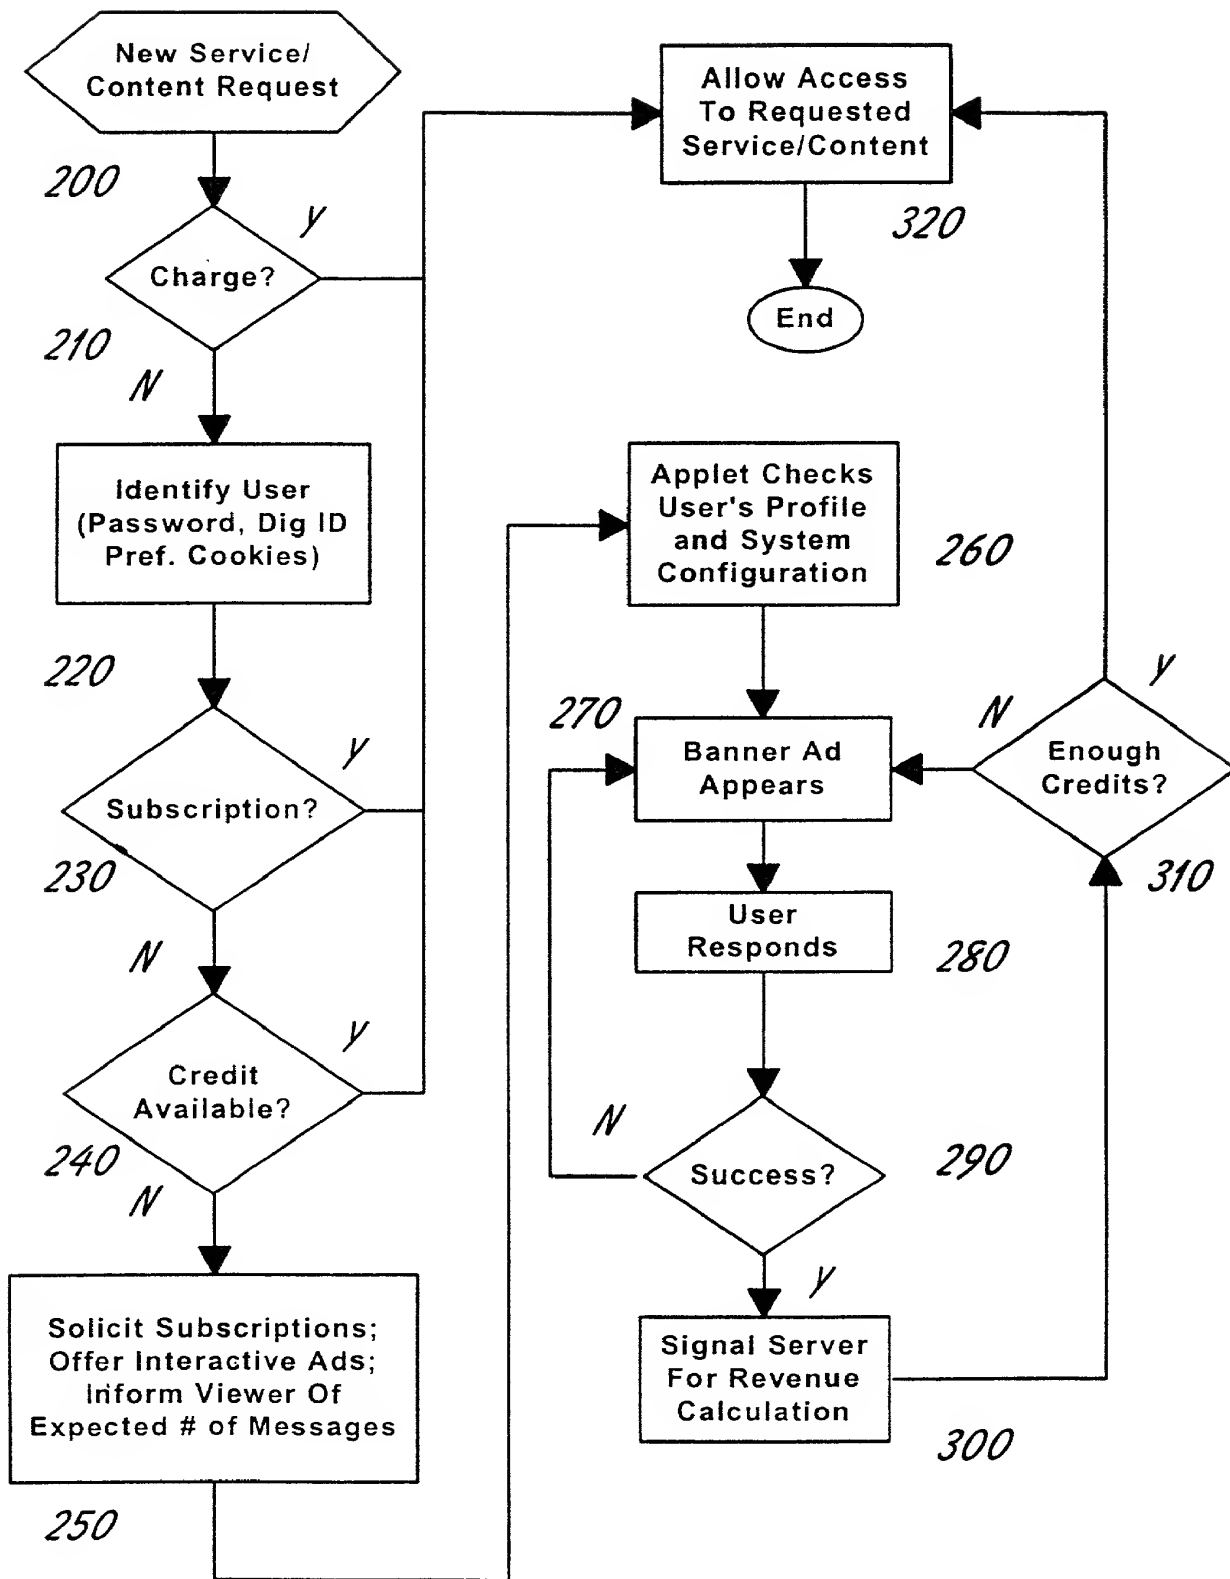 New Service/
Content Request
200
Y
Charge?
210
N
Identify User
(Password, Dig ID
Pref. Cookies)
220
Y
Subscription?
230
N
Y
Credit
Available?
240
N
Solicit Subscriptions;
Offer Interactive Ads;
Inform Viewer Of
Expected # of Messages
250
Allow Access
To Requested
Service/Content
320
End
Applet Checks
User's Profile
and System
Configuration
260
270
Banner Ad
Appears
User
Responds
280
N
Success?
290
Y
Signal Server
For Revenue
Calculation
300
Y
N
Enough
Credits?
310